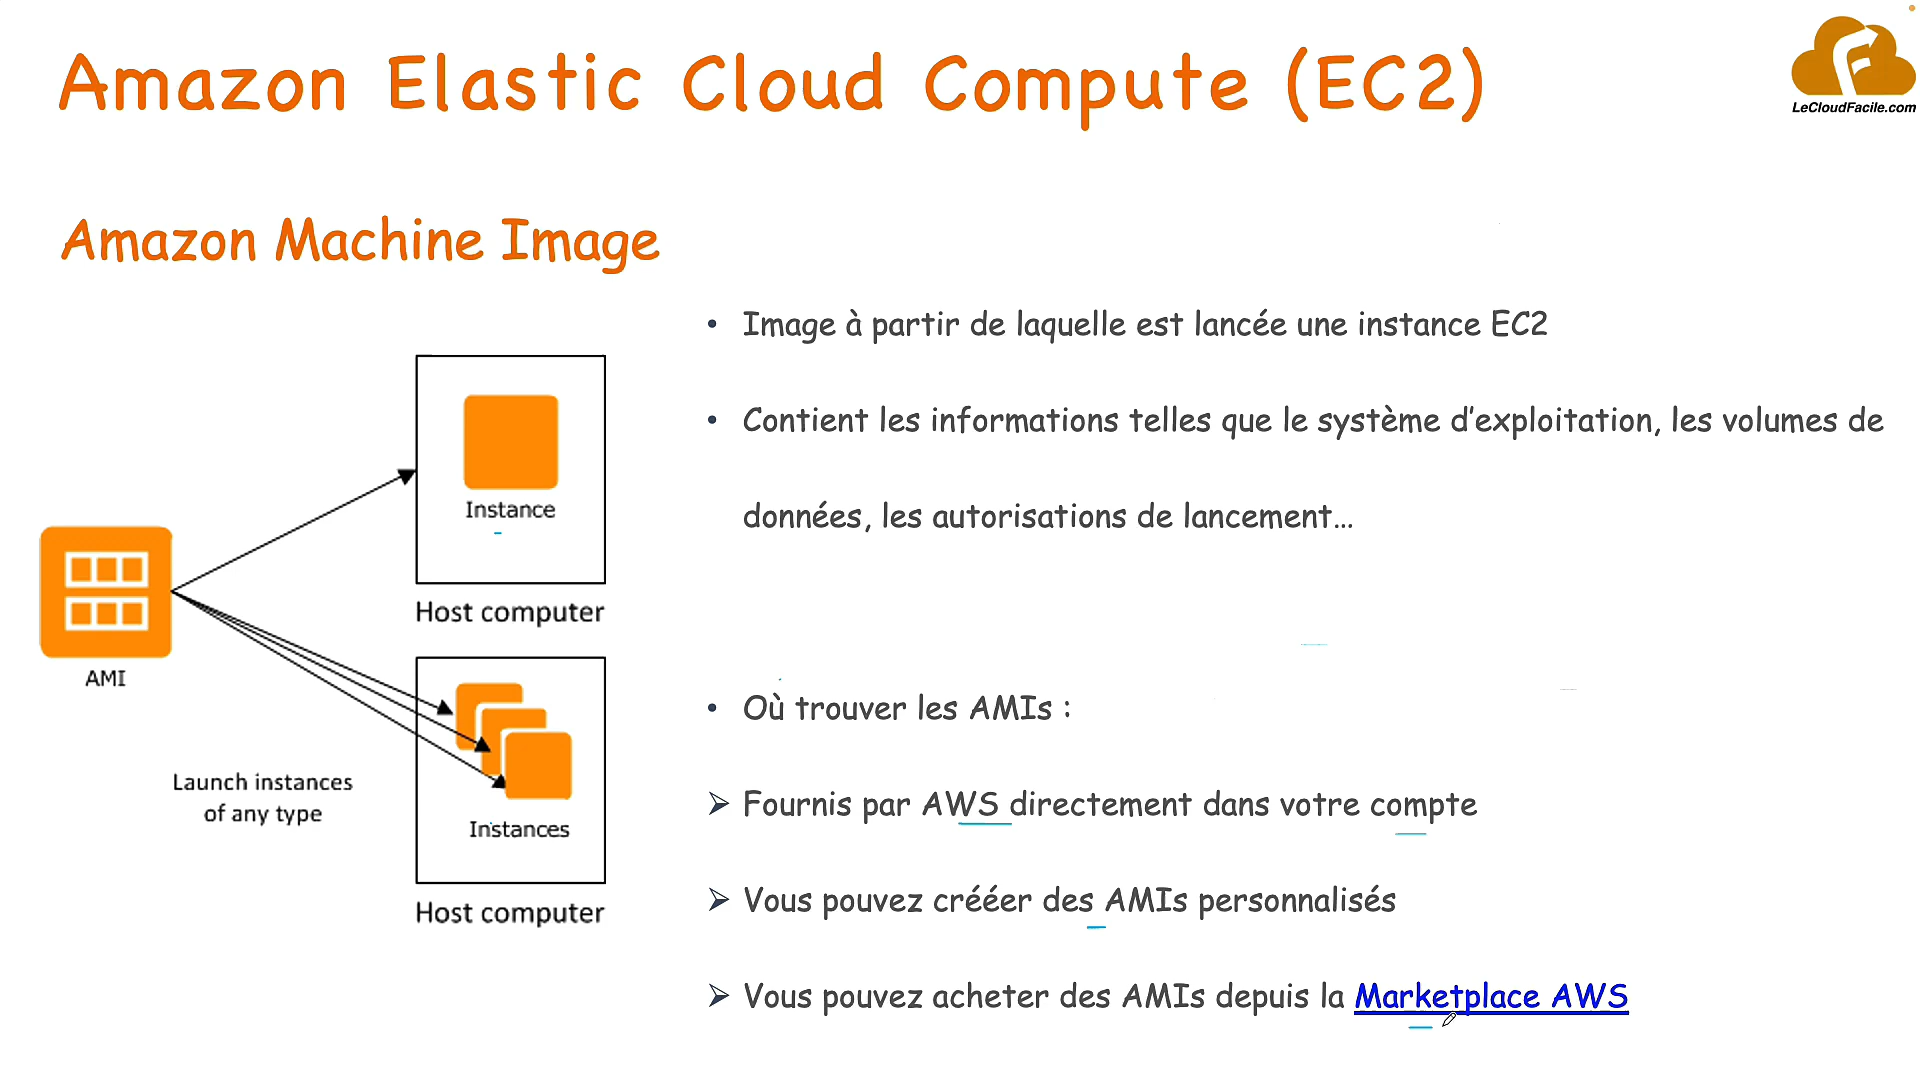 Amazon Elastic Cloud Compute (EC2)
LeCloudFacile.com
Amazon Machine Image
• Image à partir de laquelle est lancée une instance EC2
• Contient les informations telles que le système d’exploitation, les volumes de
données, les autorisations de lancement…
Instance
Host computer
AMI
Launch instances
of any type
Instances
Host computer
• Où trouver les AMIs :
➢ Fournis par AWS directement dans votre compte
➢ Vous pouvez crééer des AMIs personnalisés
➢ Vous pouvez acheter des AMIs depuis la Marketplace AWS